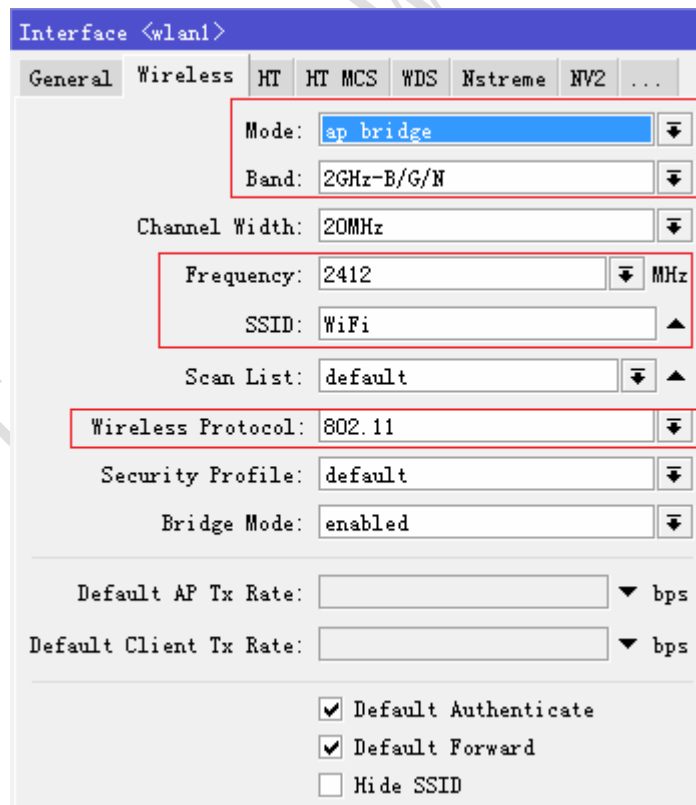 Interface <wlan1>
General Wireless HT HT MCS WDS Nstreme NV2 ...
Mode: ap bridge
Band: 2GHz-B/G/N
Channel Width: 20MHz
Frequency: 2412 MHz
SSID: WiFi
Scan List: default
Wireless Protocol: 802.11
Security Profile: default
Bridge Mode: enabled
Default AP Tx Rate: bps
Default Client Tx Rate: bps
Default Authenticate
Default Forward
Hide SSID